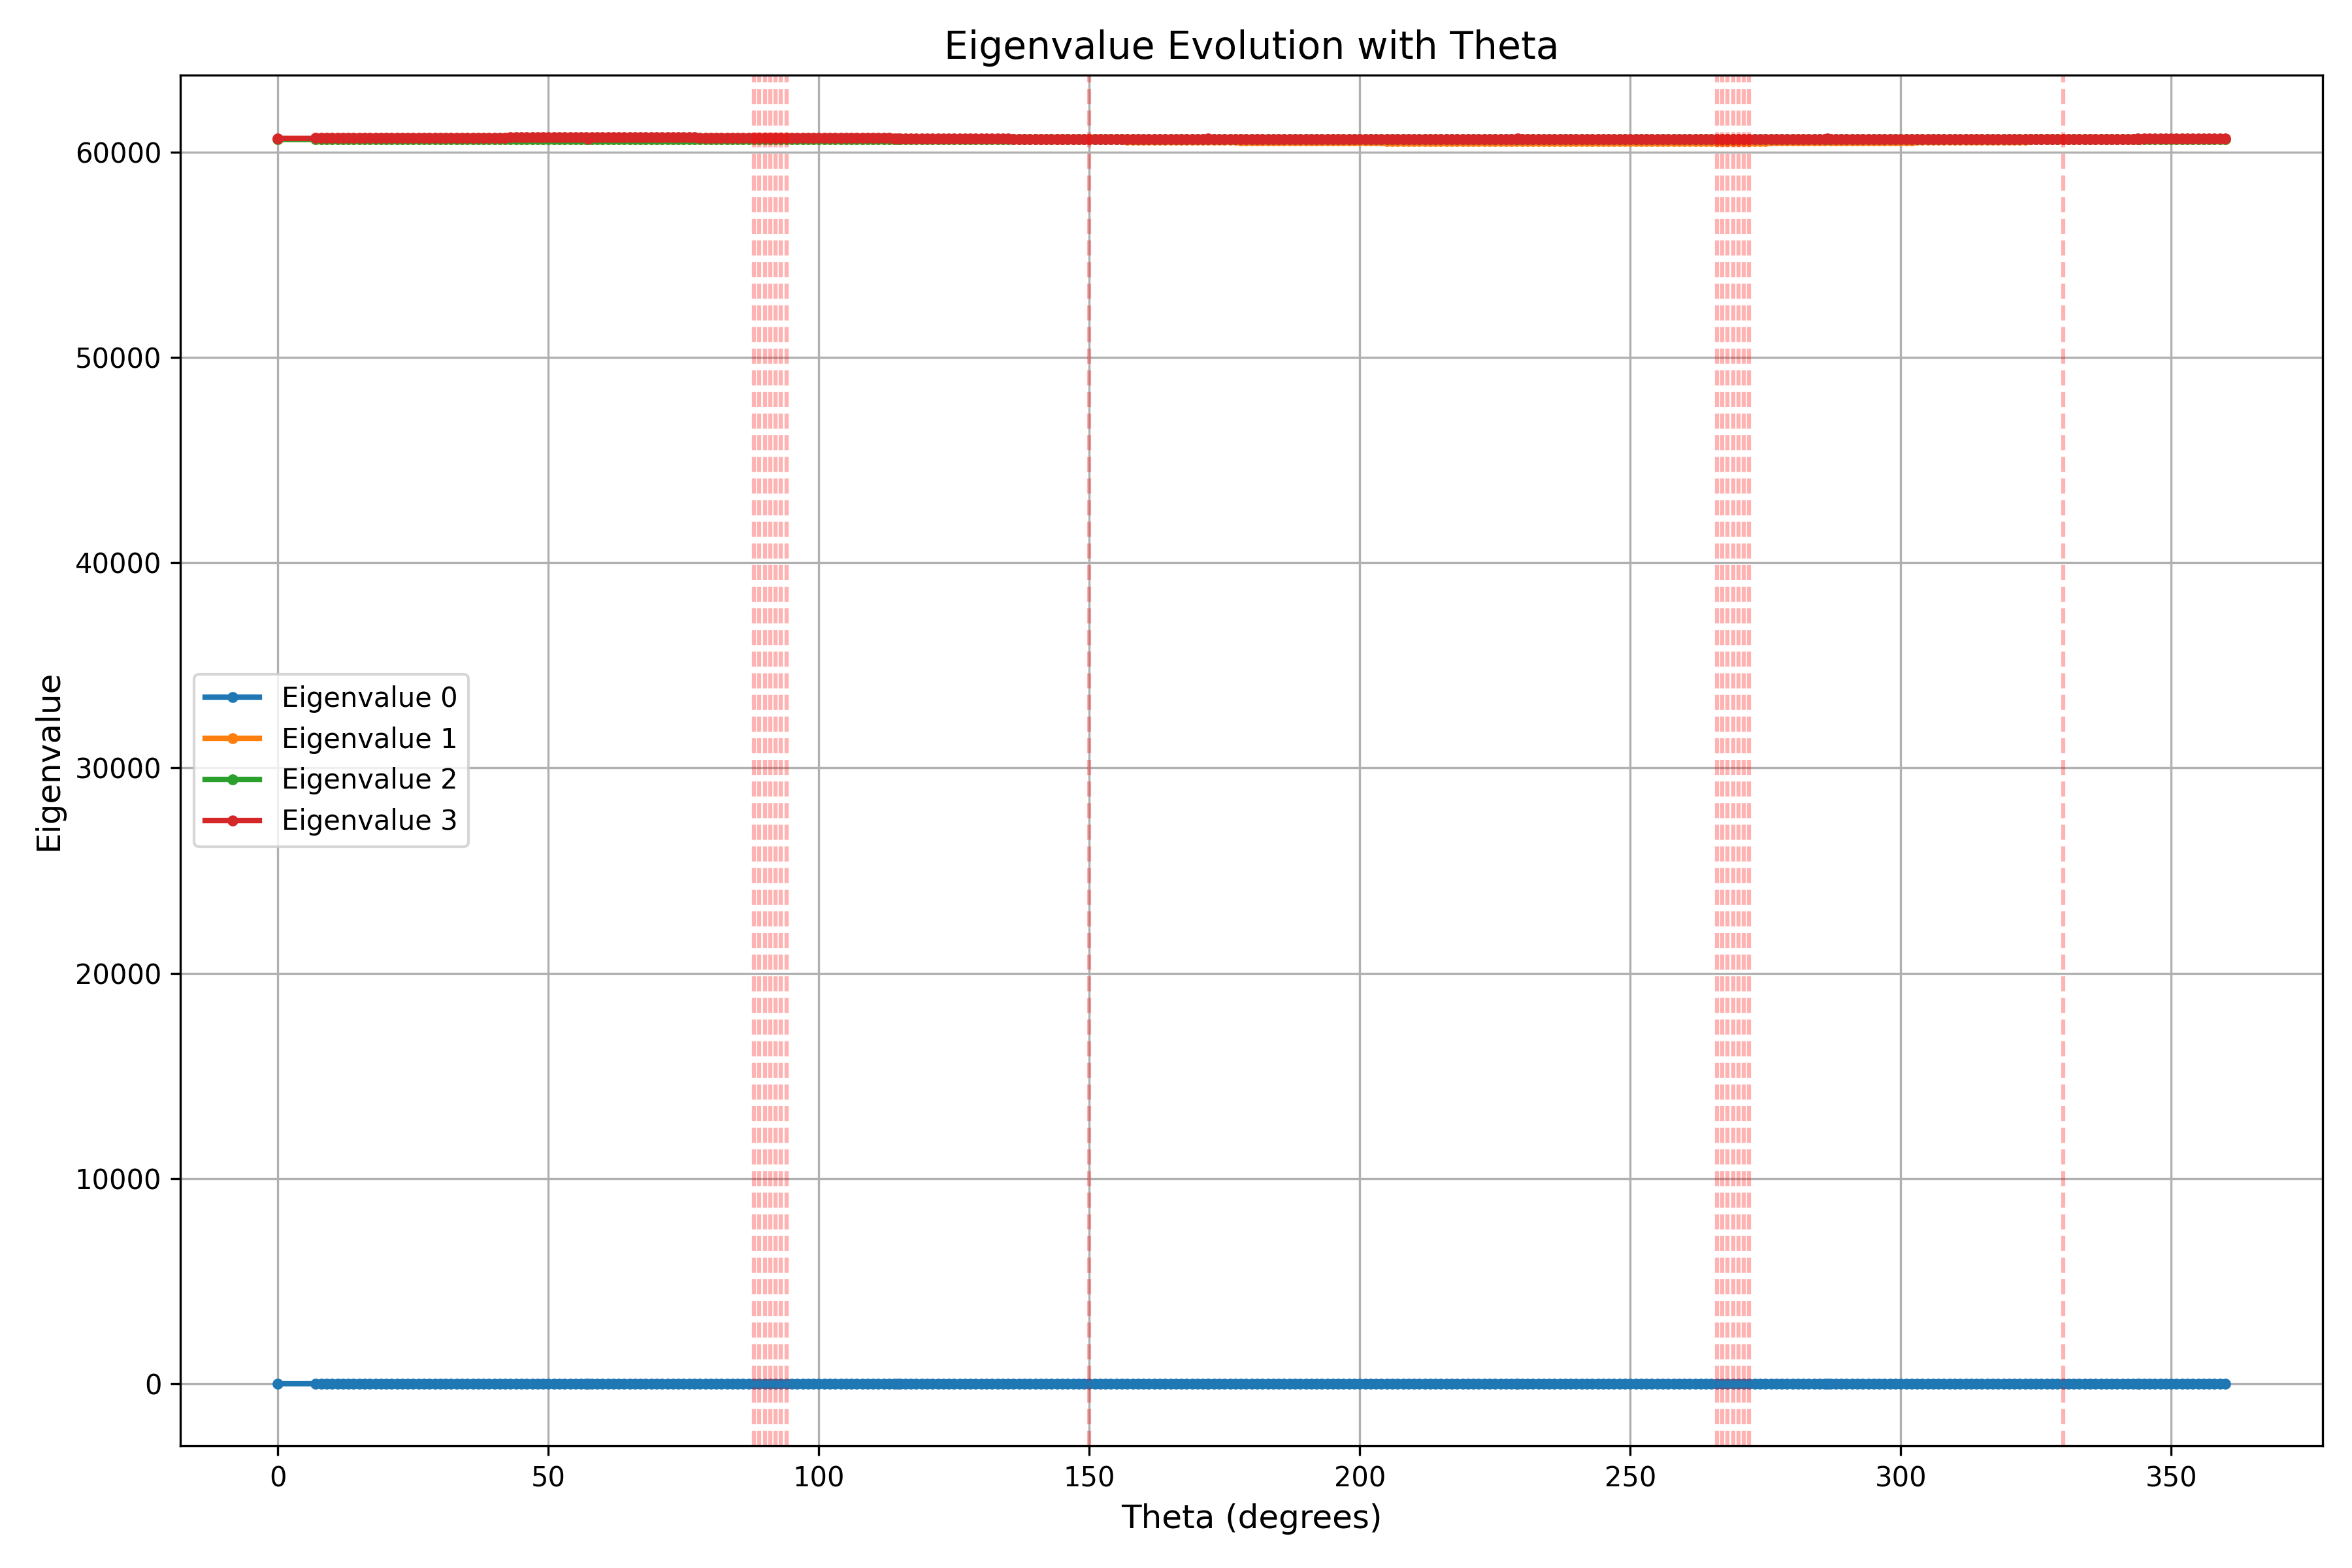 Eigenvalue Evolution with Theta
60000
50000
40000
30000
20000
10000
0
Eigenvalue
Eigenvalue 0
Eigenvalue 1
Eigenvalue 2
Eigenvalue 3
0 50 100 150 200 250 300 350
Theta (degrees)